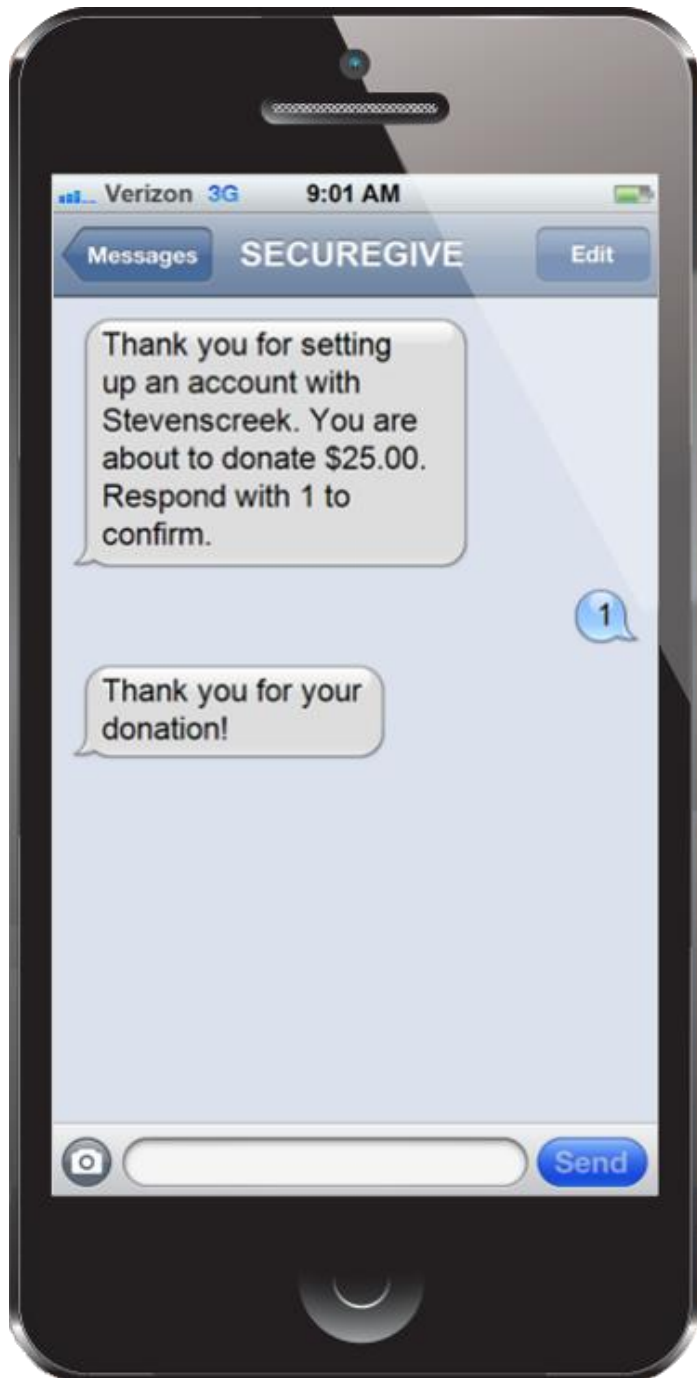 Verizon 3G 9:01 AM
Messages SECUREGIVE Edit
Thank you for setting
up an account with
Stevenscreek. You are
about to donate $25.00.
Respond with 1 to
confirm.
1
Thank you for your
donation!
Send